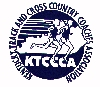 KENTUCKY TRACK AND CROSS COUNTRY COACHES ASSOCIATION
KTCCCA